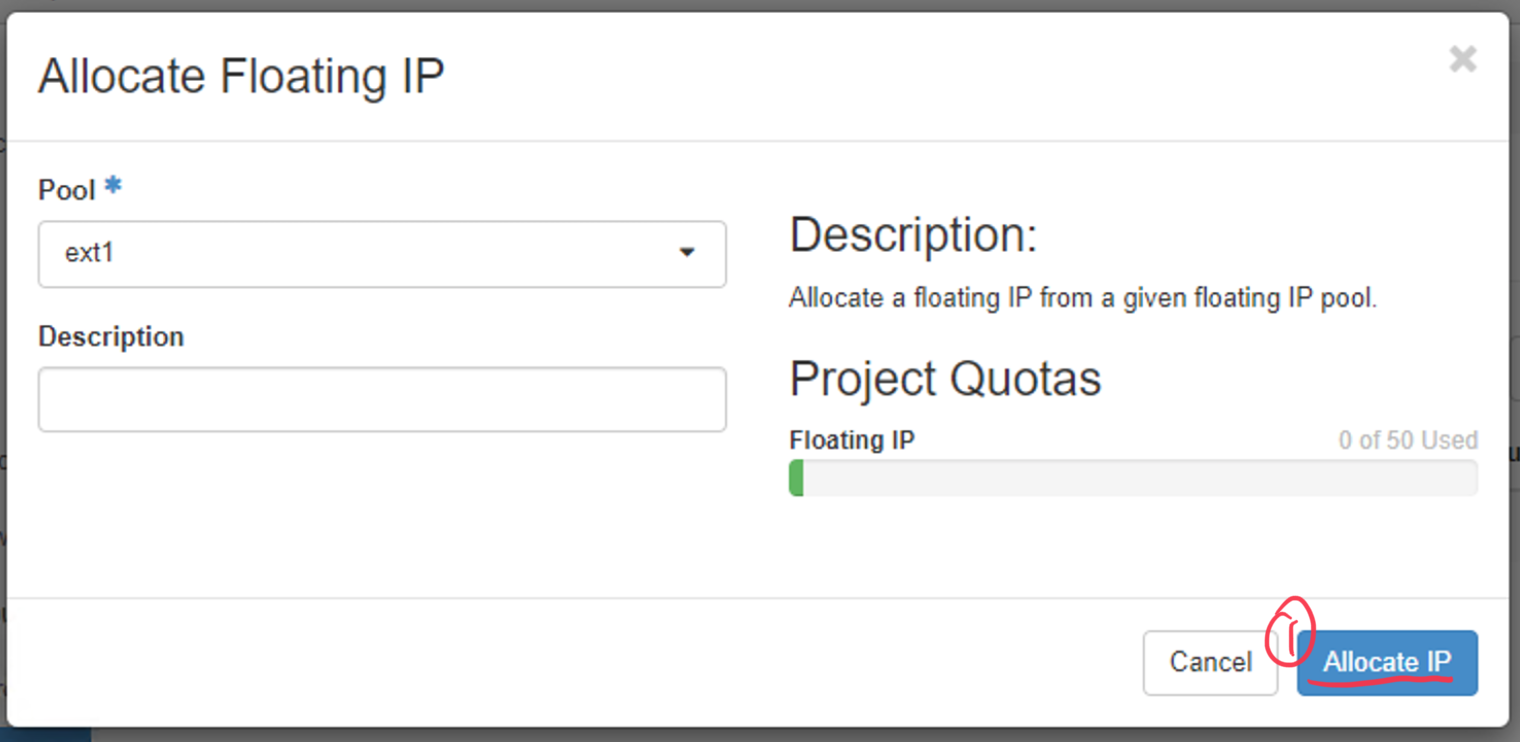 Allocate Floating IP
Pool
ext1
Description
Description:
Allocate a floating IP from a given floating IP pool.
Project Quotas
Floating IP 0 of 50 Used
1
Cancel Allocate IP